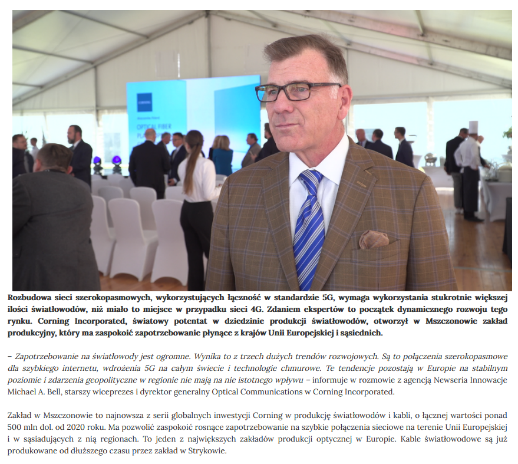 OPTICAL FIBER
Rozbudowa sieci szerokopasmowych, wykorzystujących łączność w standardzie 5G, wymaga wykorzystania stukrotnie większej
ilości światłowodów, niż miało to miejsce w przypadku sieci 4G. Zdaniem ekspertów to początek dynamicznego rozwoju tego
rynku. Corning Incorporated, światowy potentat w dziedzinie produkcji światłowodów, otworzył w Mszczonowie zakład
produkcyjny, który ma zaspokoić zapotrzebowanie płynące z krajów Unii Europejskiej i sąsiednich.
– Zapotrzebowanie na światłowody jest ogromne. Wynika to z trzech dużych trendów rozwojowych. Są to połączenia szerokopasmowe
dla szybkiego internetu, wdrożenia 5G na całym świecie i technologie chmurowe. Te tendencje pozostają w Europie na stabilnym
poziomie i zdarzenia geopolityczne w regionie nie mają na nie istotnego wpływu – informuje w rozmowie z agencją Newseria Innowacje
Michael A. Bell, starszy wiceprezes i dyrektor generalny Optical Communications w Corning Incorporated.
Zakład w Mszczonowie to najnowsza z serii globalnych inwestycji Corning w produkcję światłowodów i kabli, o łącznej wartości ponad
500 mln dol. od 2020 roku. Ma pozwolić zaspokoić rosnące zapotrzebowanie na szybkie połączenia sieciowe na terenie Unii Europejskiej
i w sąsiadujących z nią regionach. To jeden z największych zakładów produkcji optycznej w Europie. Kable światłowodowe są już
produkowane od dłuższego czasu przez zakład w Strykowie.